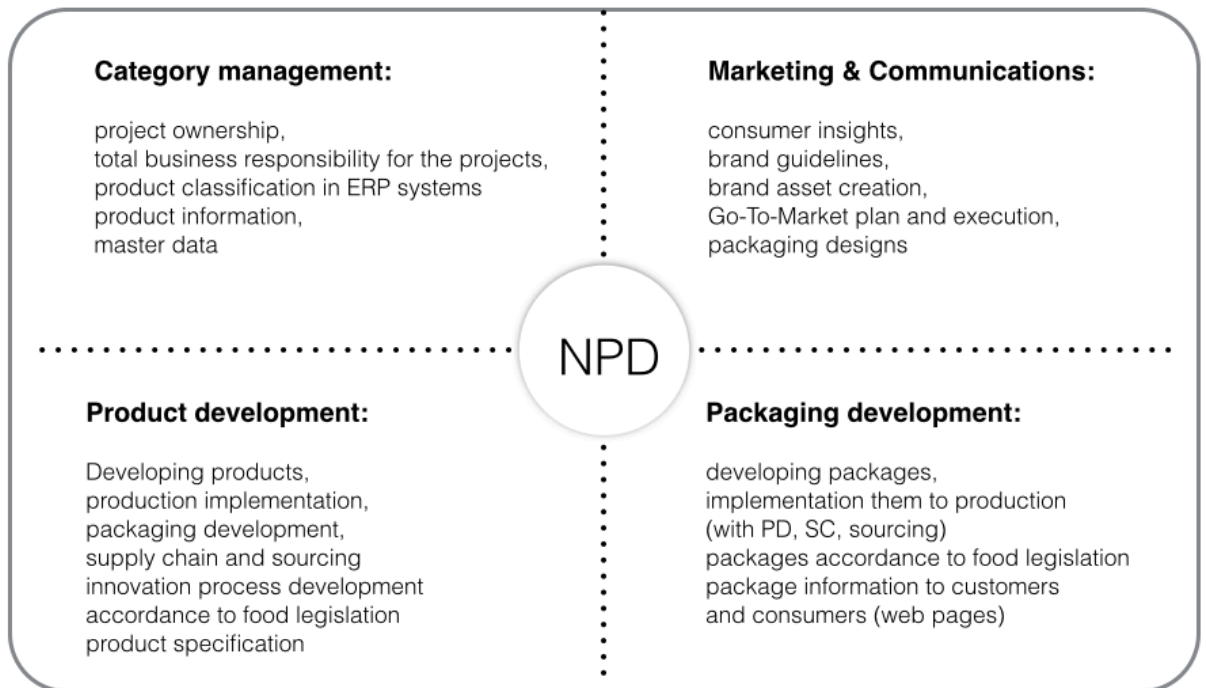 Category management:
project ownership,
total business responsibility for the projects,
product classification in ERP systems
product information,
master data
Marketing & Communications:
consumer insights,
brand guidelines,
brand asset creation,
Go-To-Market plan and execution,
packaging designs
NPD
Product development:
Developing products,
production implementation,
packaging development,
supply chain and sourcing
innovation process development
accordance to food legislation
product specification
Packaging development:
developing packages,
implementation them to production
(with PD, SC, sourcing)
packages accordance to food legislation
package information to customers
and consumers (web pages)